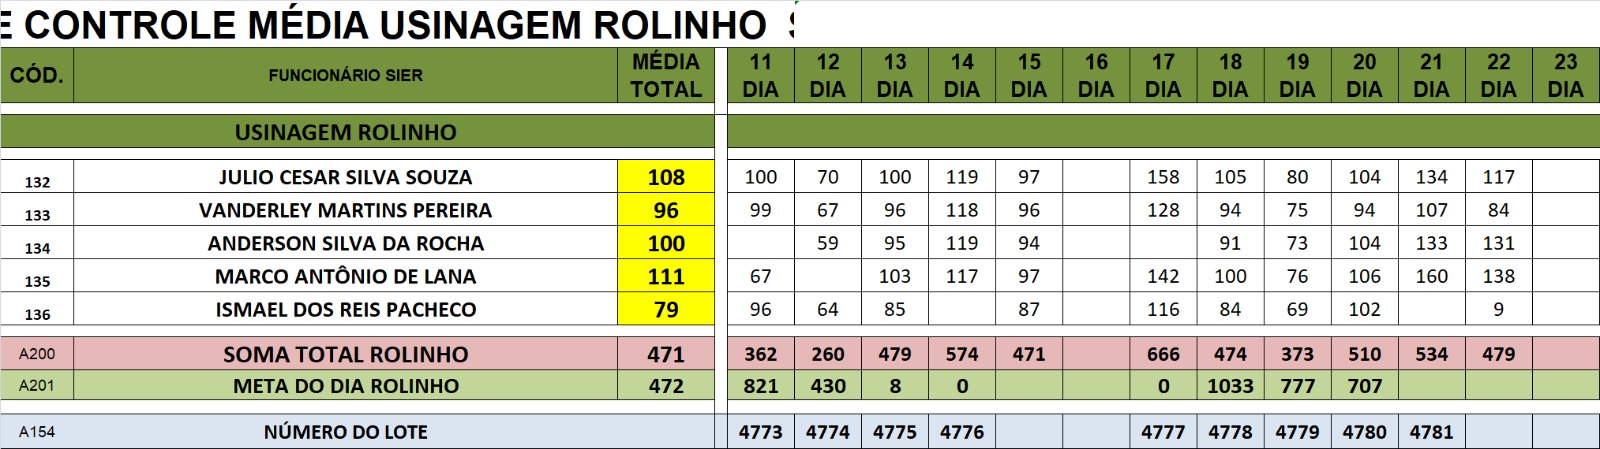 E CONTROLE MÉDIA USINAGEM ROLINHO
CÓD. FUNCIONÁRIO SIER MÉDIA TOTAL 11 DIA 12 DIA 13 DIA 14 DIA 15 DIA 16 DIA 17 DIA 18 DIA 19 DIA 20 DIA 21 DIA 22 DIA 23 DIA
USINAGEM ROLINHO
132 JULIO CESAR SILVA SOUZA 108 100 70 100 119 97 158 105 80 104 134 117
133 VANDERLEY MARTINS PEREIRA 96 99 67 96 118 96 128 94 75 94 107 84
134 ANDERSON SILVA DA ROCHA 100 59 95 119 94 91 73 104 133 131
135 MARCO ANTÔNIO DE LANA 111 67 103 117 97 142 100 76 106 160 138
136 ISMAEL DOS REIS PACHECO 79 96 64 85 87 116 84 69 102 9
A200 SOMA TOTAL ROLINHO 471 362 260 479 574 471 666 474 373 510 534 479
A201 META DO DIA ROLINHO 472 821 430 8 0 0 1033 777 707
A154 NÚMERO DO LOTE 4773 4774 4775 4776 4777 4778 4779 4780 4781